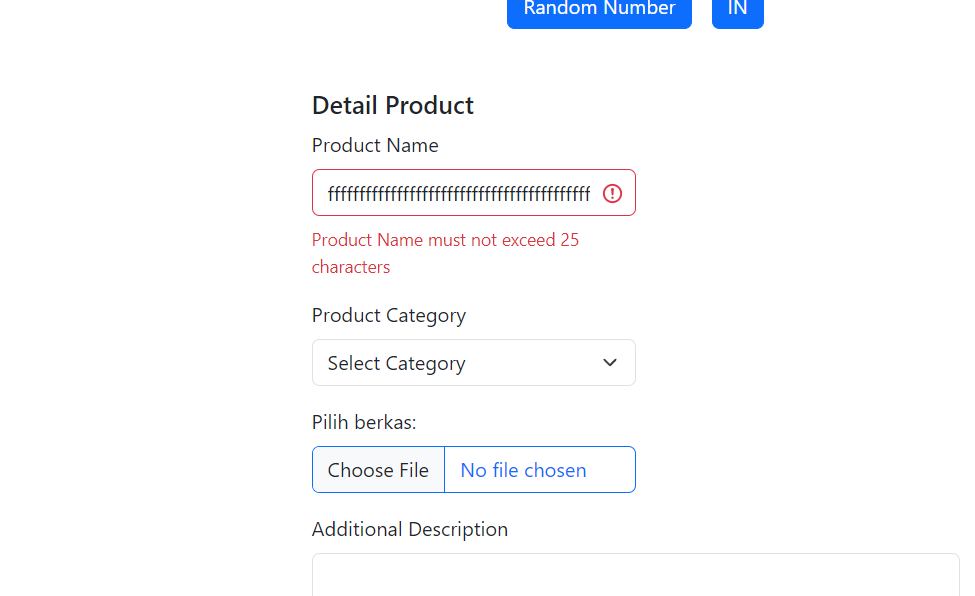 Random Number IN
Detail Product
Product Name
ffffffffffffffffffffffffffffffffffffffffff
Product Name must not exceed 25
characters
Product Category
Select Category
Pilih berkas:
Choose File No file chosen
Additional Description